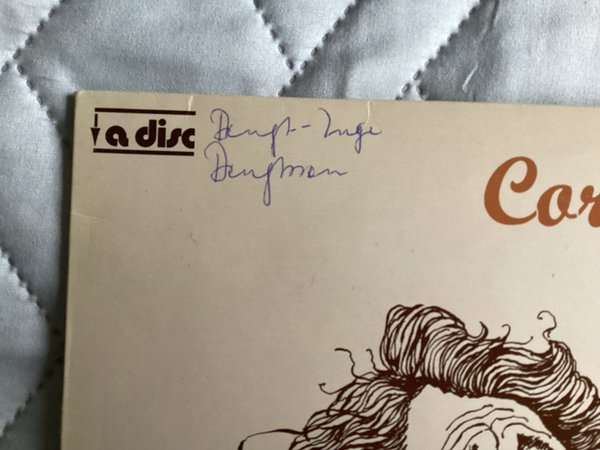 a disc
Bengt-Inge
Cor